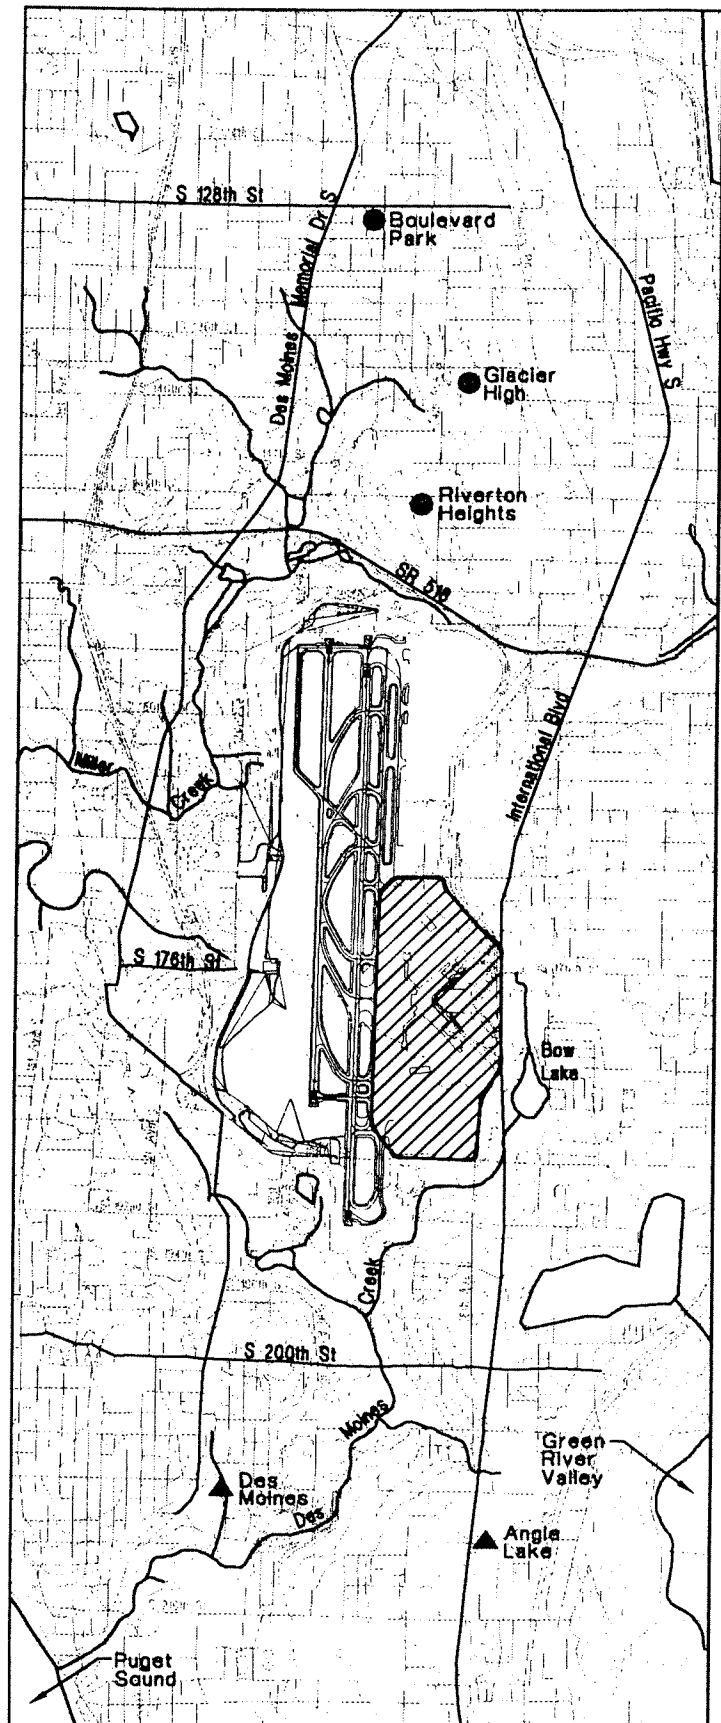 S 128th St
Des Moines Memorial Dr S
Boulevard
Park
Pacific Hwy S
Glacier
High
Riverton
Heights
SR 518
International Blvd
Miller
Creek
S 176th St
Bow
Lake
Creek
S 200th St
Moines
Des
Green
River
Valley
Des
Moines
Angle
Lake
Puget
Sound